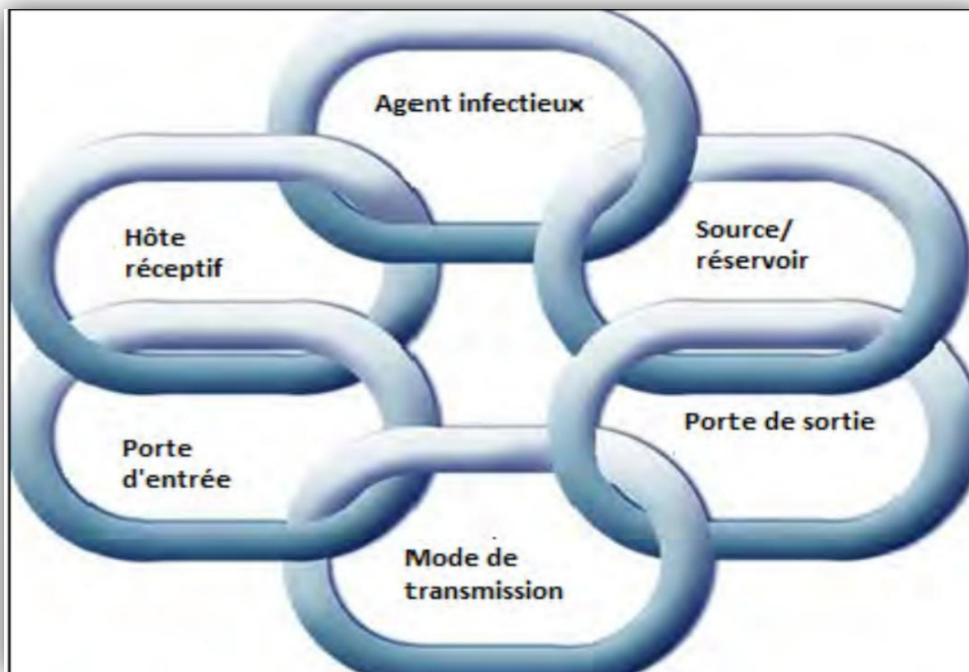 Agent infectieux
Hôte
réceptif
Source/
réservoir
Porte
d'entrée
Porte de sortie
Mode de
transmission